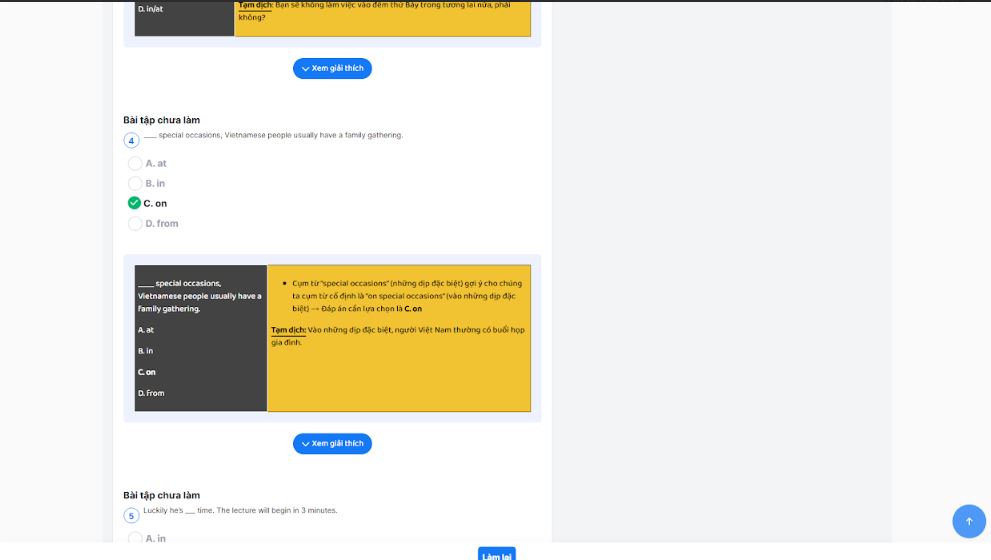 D. in/at
Tạm dịch: Bạn sẽ không làm việc vào đêm thứ Bảy trong tương lai nữa, phải
không?
Xem giải thích
Bài tập chưa làm
4
____ special occasions, Vietnamese people usually have a family gathering.
A. at
B. in
C. on
D. from
____ special occasions,
Vietnamese people usually have a
family gathering.
A. at
B. in
C. on
D. from
Cụm từ "special occasions" (những dịp đặc biệt) gợi ý cho chúng
ta cụm từ cố định là "on special occasions" (vào những dịp đặc
biệt) → Đáp án cần lựa chọn là C. on
Tạm dịch: Vào những dịp đặc biệt, người Việt Nam thường có buổi họp
gia đình.
Xem giải thích
Bài tập chưa làm
5
Luckily he's ___ time. The lecture will begin in 3 minutes.
A. in
Làm lại